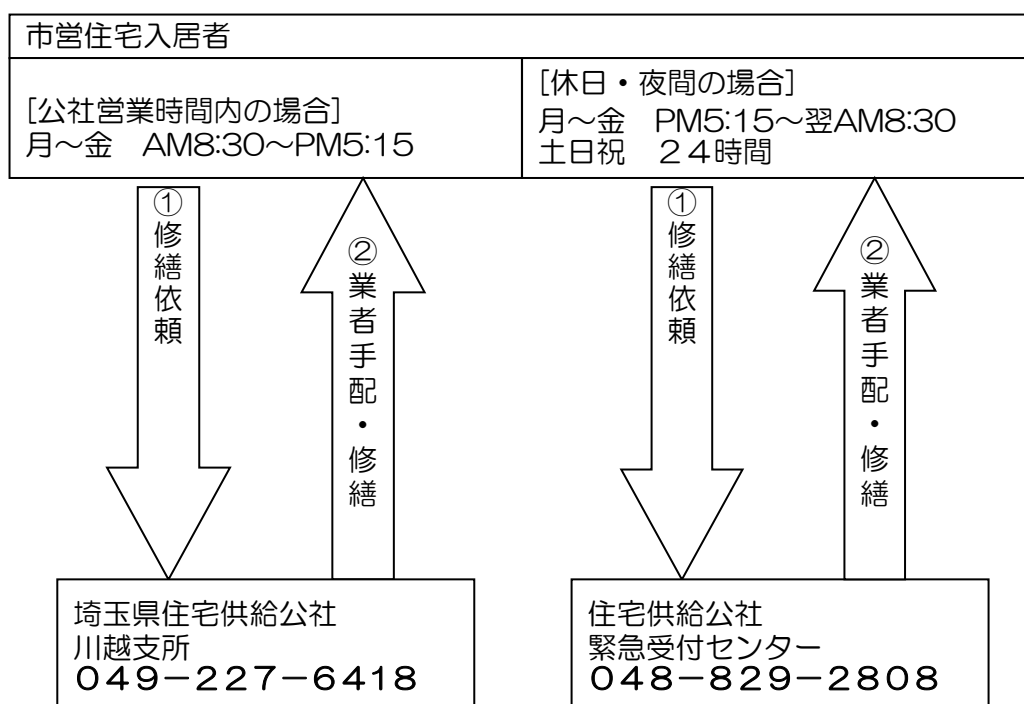 市営住宅入居者
[公社営業時間内の場合]
月～金　AM8:30～PM5:15
[休日・夜間の場合]
月～金　PM5:15～翌AM8:30
土日祝　２４時間
①修繕依頼
②業者手配・修繕
①修繕依頼
②業者手配・修繕
埼玉県住宅供給公社
川越支所
０４９－２２７－６４１８
住宅供給公社
緊急受付センター
０４８－８２９－２８０８